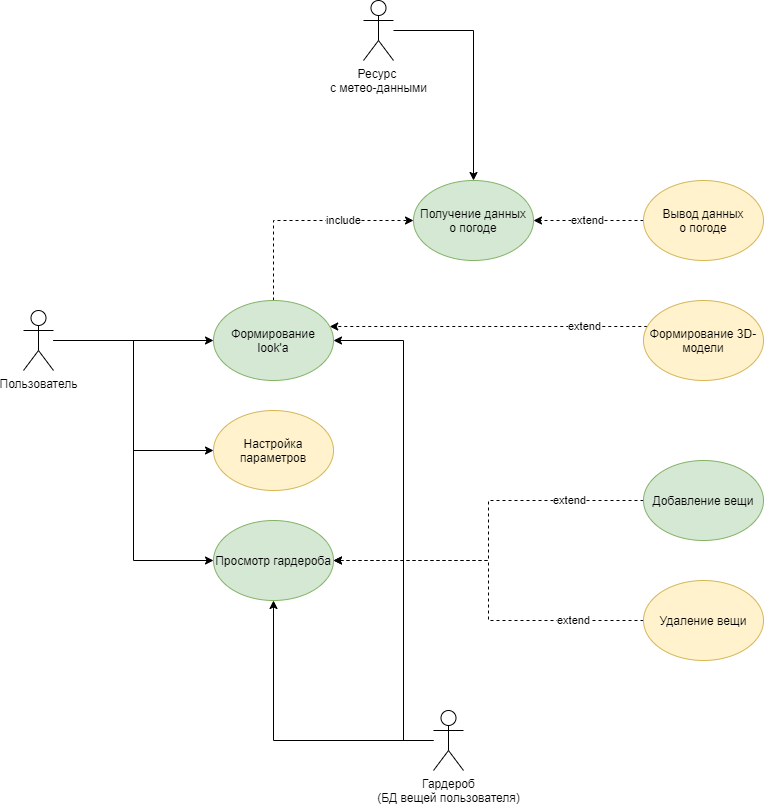 Ресурс
с метео-данными
Получение данных
о погоде
Вывод данных
о погоде
include
extend
Формирование
look'а
extend
Формирование 3D-
модели
Пользователь
Настройка
параметров
Добавление вещи
extend
Просмотр гардероба
Удаление вещи
extend
Гардероб
(БД вещей пользователя)